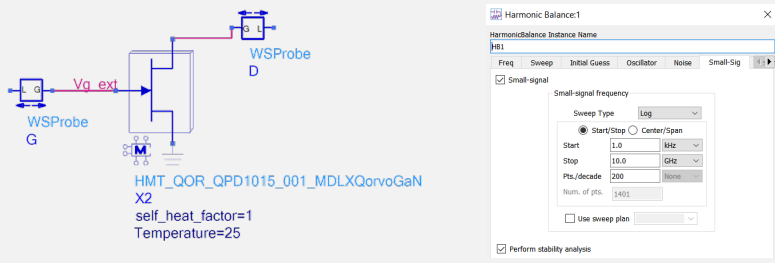 G L
WSProbe
D
L G
Vg_ext
WSProbe
G
M
HMT_QOR_QPD1015_001_MDLXQorvoGaN
X2
self_heat_factor=1
Temperature=25
Harmonic Balance:1
HarmonicBalance Instance Name
HB1
Freq Sweep Initial Guess Oscillator Noise Small-Sig
Small-signal
Small-signal frequency
Sweep Type Log
Start/Stop Center/Span
Start 1.0 kHz
Stop 10.0 GHz
Pts./decade 200 None
Num. of pts. 1401
Use sweep plan
Perform stability analysis